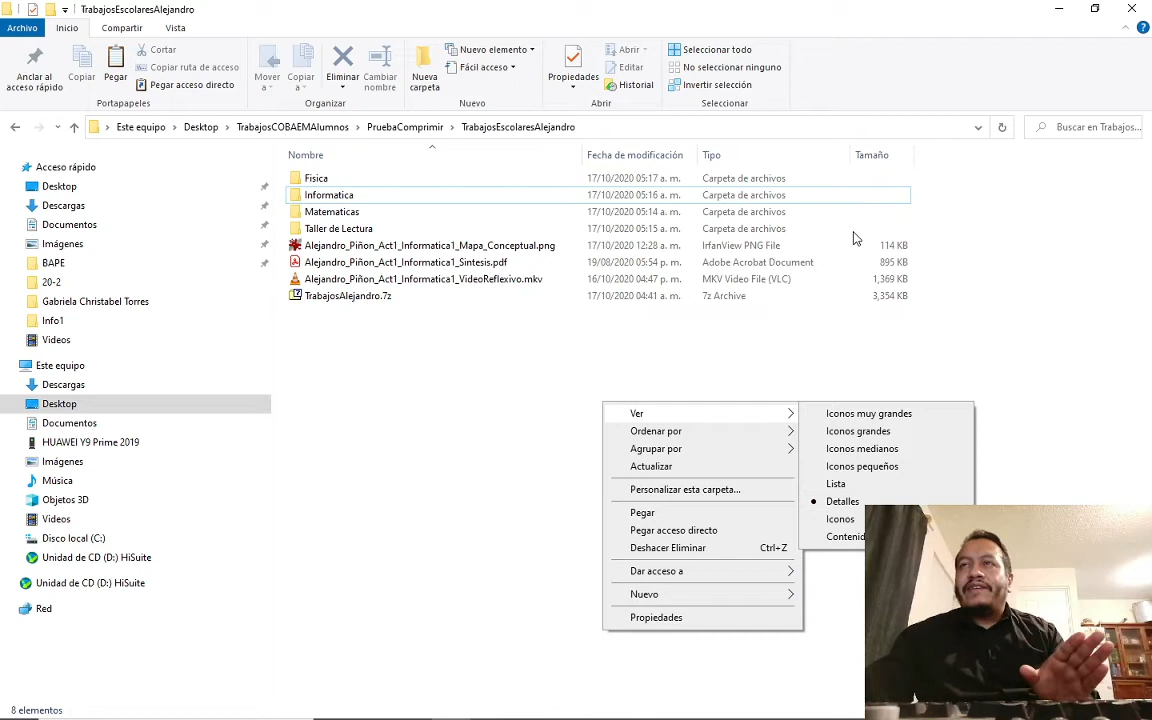 TrabajosEscolaresAlejandro
Archivo Inicio Compartir Vista
Anclar al acceso rápido
Copiar
Pegar
Cortar
Copiar ruta de acceso
Pegar acceso directo
Portapapeles
Mover a
Copiar a
Eliminar
Cambiar nombre
Organizar
Nueva carpeta
Nuevo elemento
Fácil acceso
Nuevo
Propiedades
Abrir
Editar
Historial
Abrir
Seleccionar todo
No seleccionar ninguno
Invertir selección
Seleccionar
Este equipo > Desktop > TrabajosCOBAEMAlumnos > PruebaComprimir > TrabajosEscolaresAlejandro
Buscar en Trabajos...
Acceso rápido
Desktop
Descargas
Documentos
Imágenes
BAPE
20-2
Gabriela Christabel Torres
Info1
Videos
Este equipo
Descargas
Desktop
Documentos
HUAWEI Y9 Prime 2019
Imágenes
Música
Objetos 3D
Videos
Disco local (C:)
Unidad de CD (D:) HiSuite
Unidad de CD (D:) HiSuite
Red
Nombre Fecha de modificación Tipo Tamaño
Fisica 17/10/2020 05:17 a. m. Carpeta de archivos
Informatica 17/10/2020 05:16 a. m. Carpeta de archivos
Matematicas 17/10/2020 05:14 a. m. Carpeta de archivos
Taller de Lectura 17/10/2020 05:15 a. m. Carpeta de archivos
Alejandro_Piñon_Act1_Informatica1_Mapa_Conceptual.png 17/10/2020 12:28 a. m. IrfanView PNG File 114 KB
Alejandro_Piñon_Act1_Informatica1_Sintesis.pdf 19/08/2020 05:54 p. m. Adobe Acrobat Document 895 KB
Alejandro_Piñon_Act1_Informatica1_VideoReflexivo.mkv 16/10/2020 04:47 p. m. MKV Video File (VLC) 1,369 KB
TrabajosAlejandro.7z 17/10/2020 04:41 a. m. 7z Archive 3,354 KB
Ver
Ordenar por
Agrupar por
Actualizar
Personalizar esta carpeta...
Pegar
Pegar acceso directo
Deshacer Eliminar Ctrl+Z
Dar acceso a
Nuevo
Propiedades
Iconos muy grandes
Iconos grandes
Iconos medianos
Iconos pequeños
Lista
Detalles
Iconos
Contenid
8 elementos